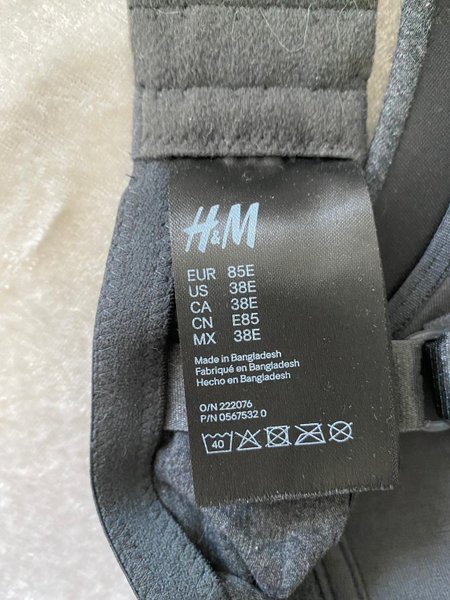 H&M
EUR 85E
US 38E
CA 38E
CN E85
MX 38E
Made in Bangladesh
Fabriqué en Bangladesh
Hecho en Bangladesh
O/N 222076
P/N 0567532 0
40